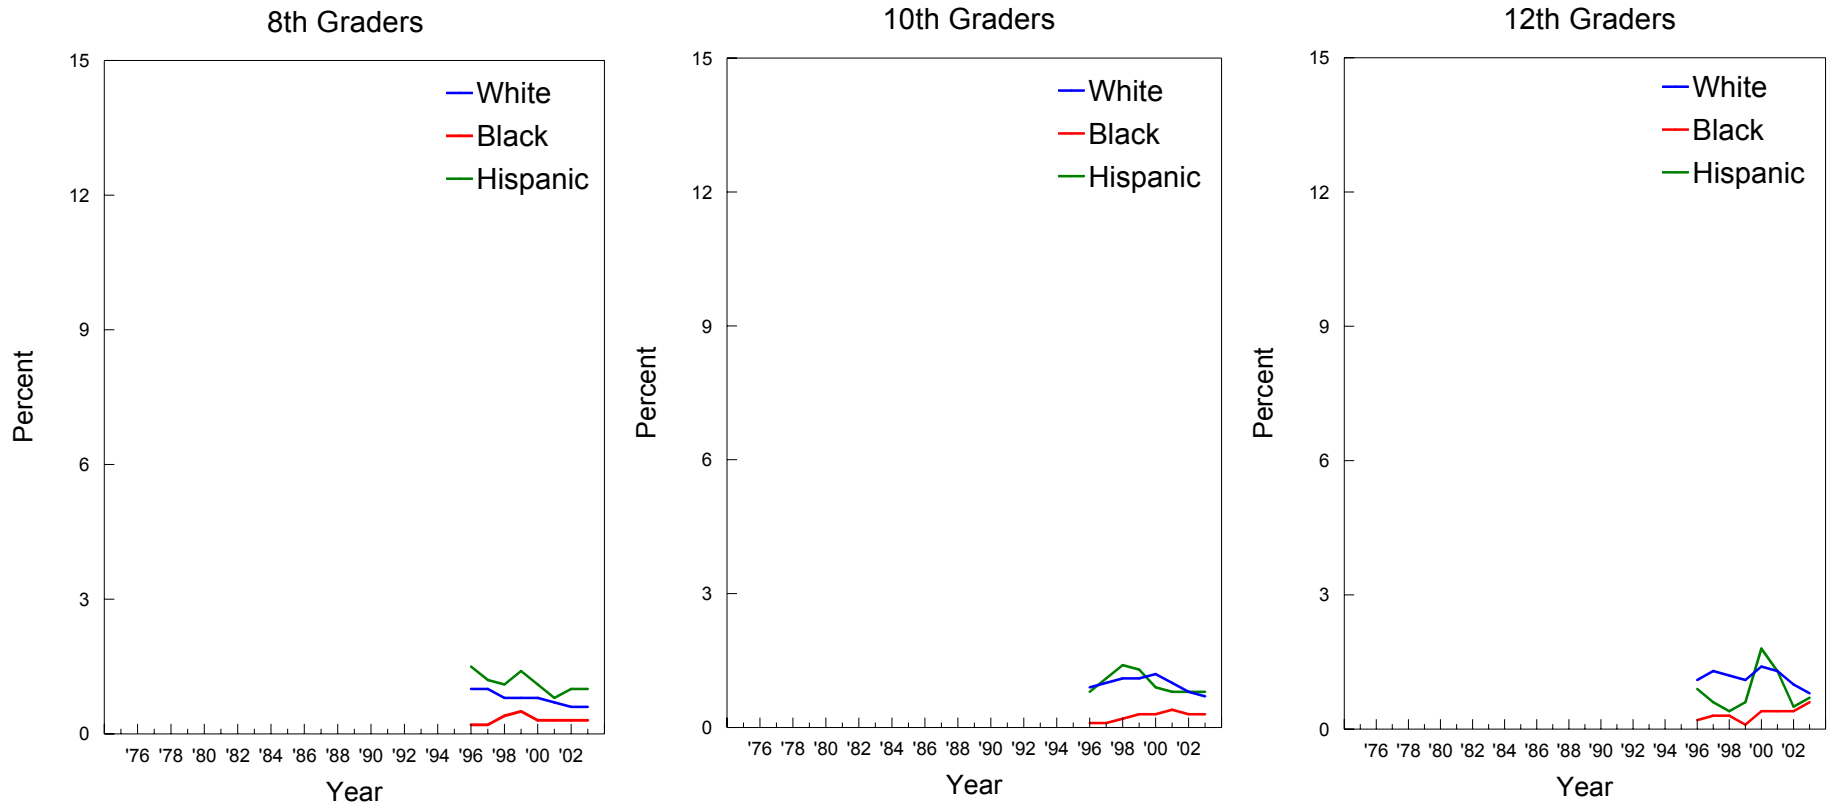 8th Graders
15
12
9
6
3
0
Percent
White
Black
Hispanic
'76 '78 '80 '82 '84 '86 '88 '90 '92 '94 '96 '98 '00 '02
Year
10th Graders
15
12
9
6
3
0
Percent
White
Black
Hispanic
'76 '78 '80 '82 '84 '86 '88 '90 '92 '94 '96 '98 '00 '02
Year
12th Graders
15
12
9
6
3
0
Percent
White
Black
Hispanic
'76 '78 '80 '82 '84 '86 '88 '90 '92 '94 '96 '98 '00 '02
Year